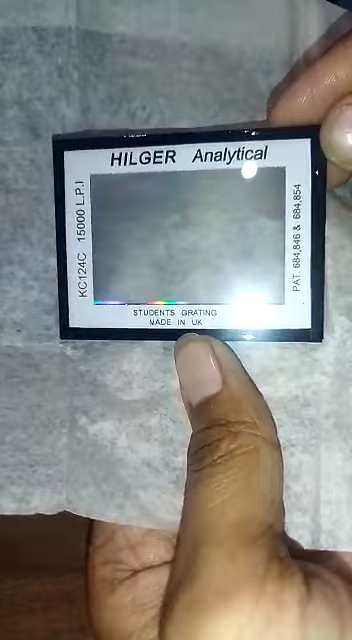 HILGER Analytical
KC124C 15000 L.P.I
PAT. 684,846 & 684,854
STUDENTS GRATING
MADE IN UK